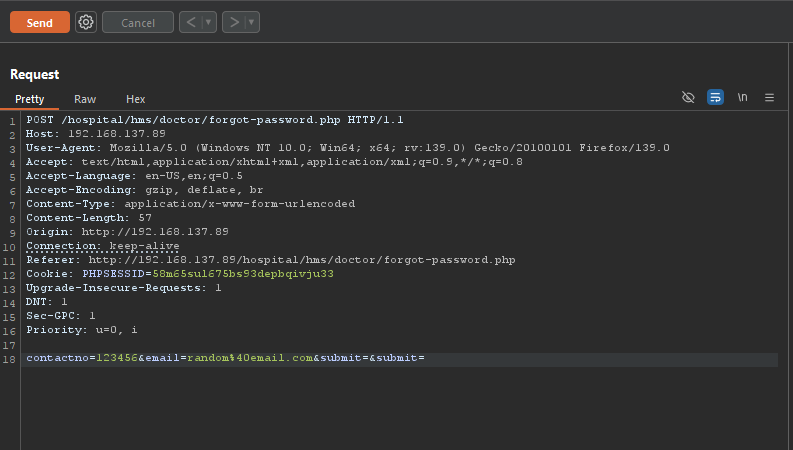 Send Cancel < >
Request
Pretty Raw Hex \n
1 POST /hospital/hms/doctor/forgot-password.php HTTP/1.1
2 Host: 192.168.137.89
3 User-Agent: Mozilla/5.0 (Windows NT 10.0; Win64; x64; rv:139.0) Gecko/20100101 Firefox/139.0
4 Accept: text/html,application/xhtml+xml,application/xml;q=0.9,*/*;q=0.8
5 Accept-Language: en-US,en;q=0.5
6 Accept-Encoding: gzip, deflate, br
7 Content-Type: application/x-www-form-urlencoded
8 Content-Length: 57
9 Origin: http://192.168.137.89
10 Connection: keep-alive
11 Referer: http://192.168.137.89/hospital/hms/doctor/forgot-password.php
12 Cookie: PHPSESSID=58m65sul675bs93depbqivju33
13 Upgrade-Insecure-Requests: 1
14 DNT: 1
15 Sec-GPC: 1
16 Priority: u=0, i
17
18 contactno=123456&email=random%40email.com&submit=&submit=